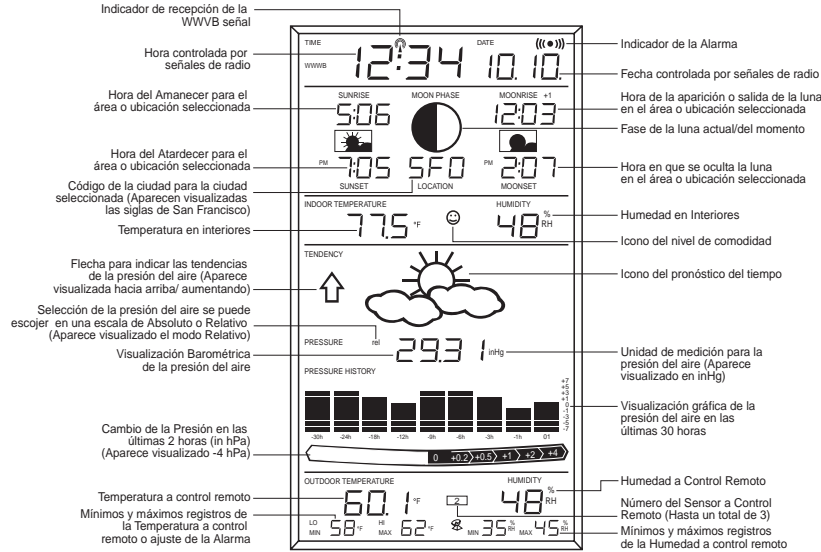 Indicador de recepción de la
WWVB señal
Hora controlada por
señales de radio
Hora del Amanecer para el
área o ubicación seleccionada
Hora del Atardecer para el
área o ubicación seleccionada
Código de la ciudad para la ciudad
seleccionada (Aparecen visualizadas
las siglas de San Francisco)
Temperatura en interiores
Flecha para indicar las tendencias
de la presión del aire (Aparece
visualizada hacia arriba/ aumentando)
Selección de la presión del aire se puede
escojer en una escala de Absoluto o Relativo
(Aparece visualizado el modo Relativo)
Visualización Barométrica
de la presión del aire
Cambio de la Presión en las
últimas 2 horas (in hPa)
(Aparece visualizado -4 hPa)
Temperatura a control remoto
Mínimos y máximos registros de
la Temperatura a control
remoto o ajuste de la Alarma
TIME DATE
WWWB 12:34 10. 10.
SUNRISE MOON PHASE MOONRISE +1
5:06 12:03
PM 7:05 SFO PM 2:07
SUNSET LOCATION MOONSET
INDOOR TEMPERATURE HUMIDITY
77.5 °F 48 % RH
TENDENCY
PRESSURE rel 29.31 inHg
PRESSURE HISTORY
+7
+5
+3
+1
0
-1
-3
-5
-7
-30h -24h -18h -12h -9h -6h -3h -1h 01
0 +0.2 +0.5 +1 +2 +4
OUTDOOR TEMPERATURE HUMIDITY
60.1 °F 2 48 % RH
LO MIN 58 °F HI MAX 62 °F MIN 35 % RH MAX 45 % RH
Indicador de la Alarma
Fecha controlada por señales de radio
Hora de la aparición o salida de la luna
en el área o ubicación seleccionada
Fase de la luna actual/del momento
Hora en que se oculta la luna
en el área o ubicación seleccionada
Humedad en Interiores
Icono del nivel de comodidad
Icono del pronóstico del tiempo
Unidad de medición para la
presión del aire (Aparece
visualizado en inHg)
Visualización gráfica de la
presión del aire en las
últimas 30 horas
Humedad a Control Remoto
Número del Sensor a Control
Remoto (Hasta un total de 3)
Mínimos y máximos registros
de la Humedad a control remoto